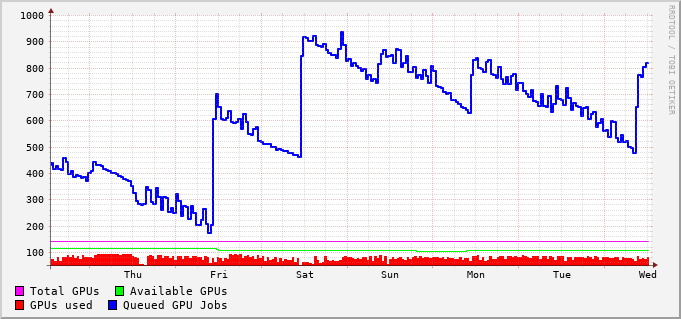 1000
900
800
700
600
500
400
300
200
100
Thu Fri Sat Sun Mon Tue Wed
RRDTOOL / TOBI OETIKER
Total GPUs Available GPUs
GPUs used Queued GPU Jobs